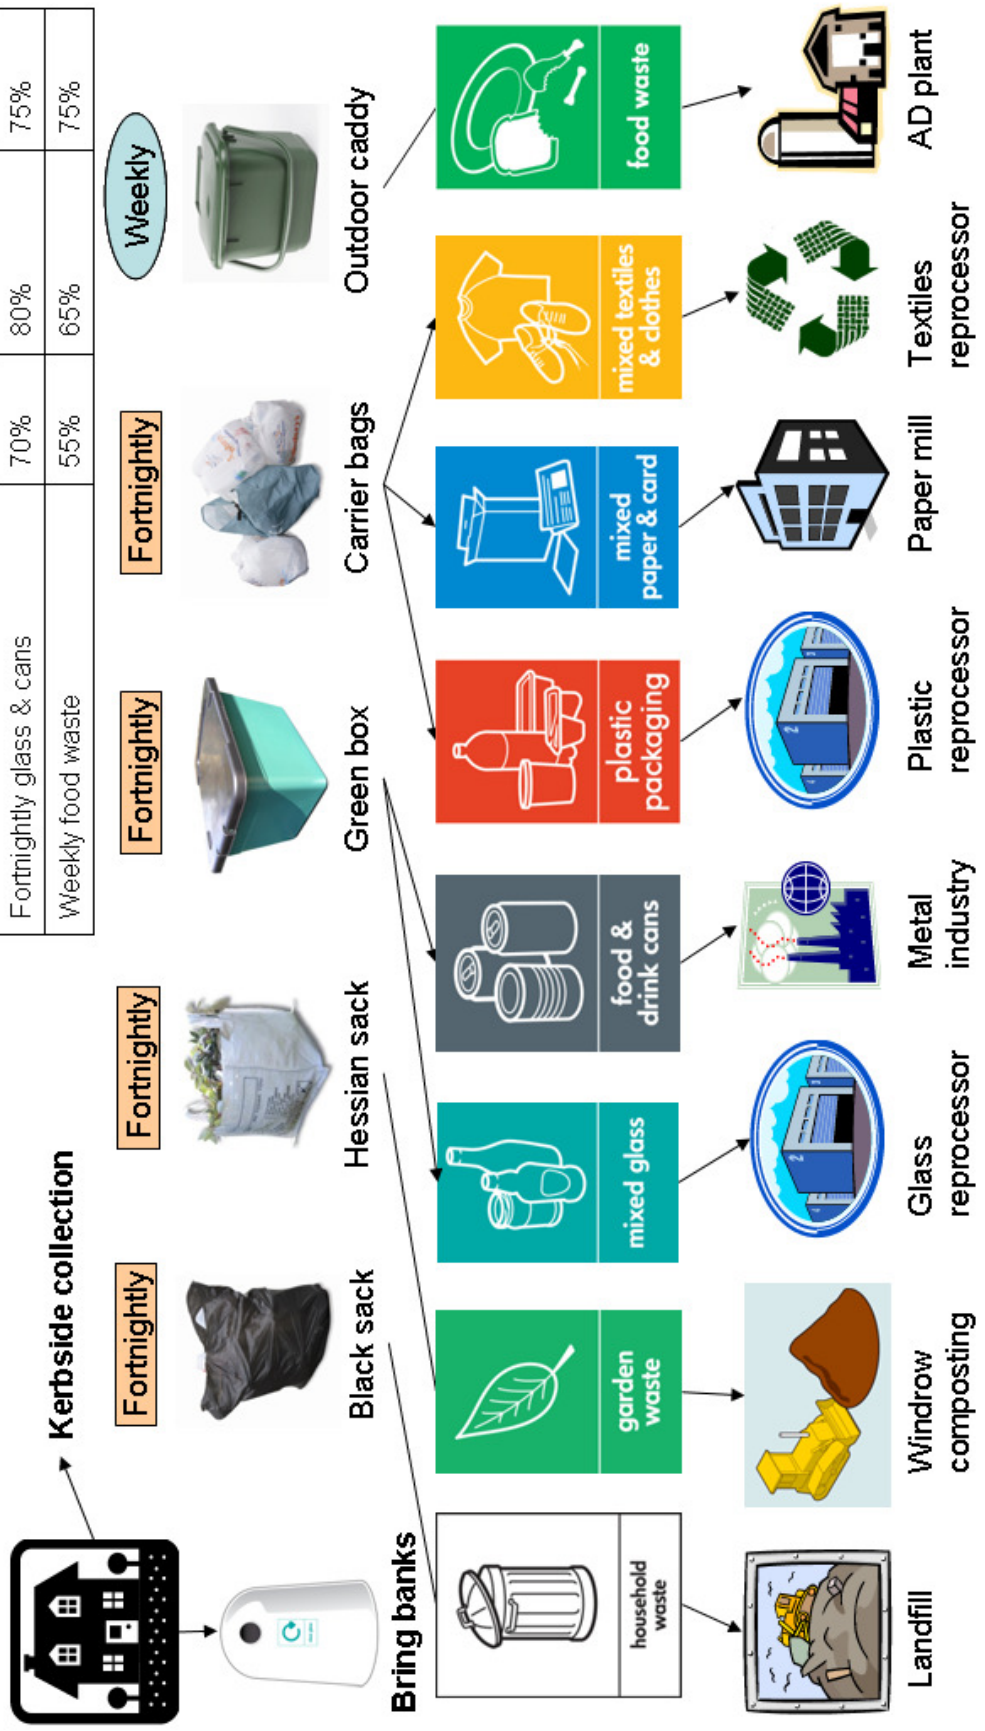 Fortnightly glass & cans 70% 80% 75%
Weekly food waste 55% 65% 75%
Kerbside collection
Fortnightly
Fortnightly
Fortnightly
Fortnightly
Weekly
Bring banks
Black sack
Hessian sack
Green box
Carrier bags
Outdoor caddy
household
waste
garden
waste
mixed glass
food &
drink cans
plastic
packaging
mixed
paper & card
mixed textiles
& clothes
food waste
Landfill
Windrow
composting
Glass
reprocessor
Metal
industry
Plastic
reprocessor
Paper mill
Textiles
reprocessor
AD plant